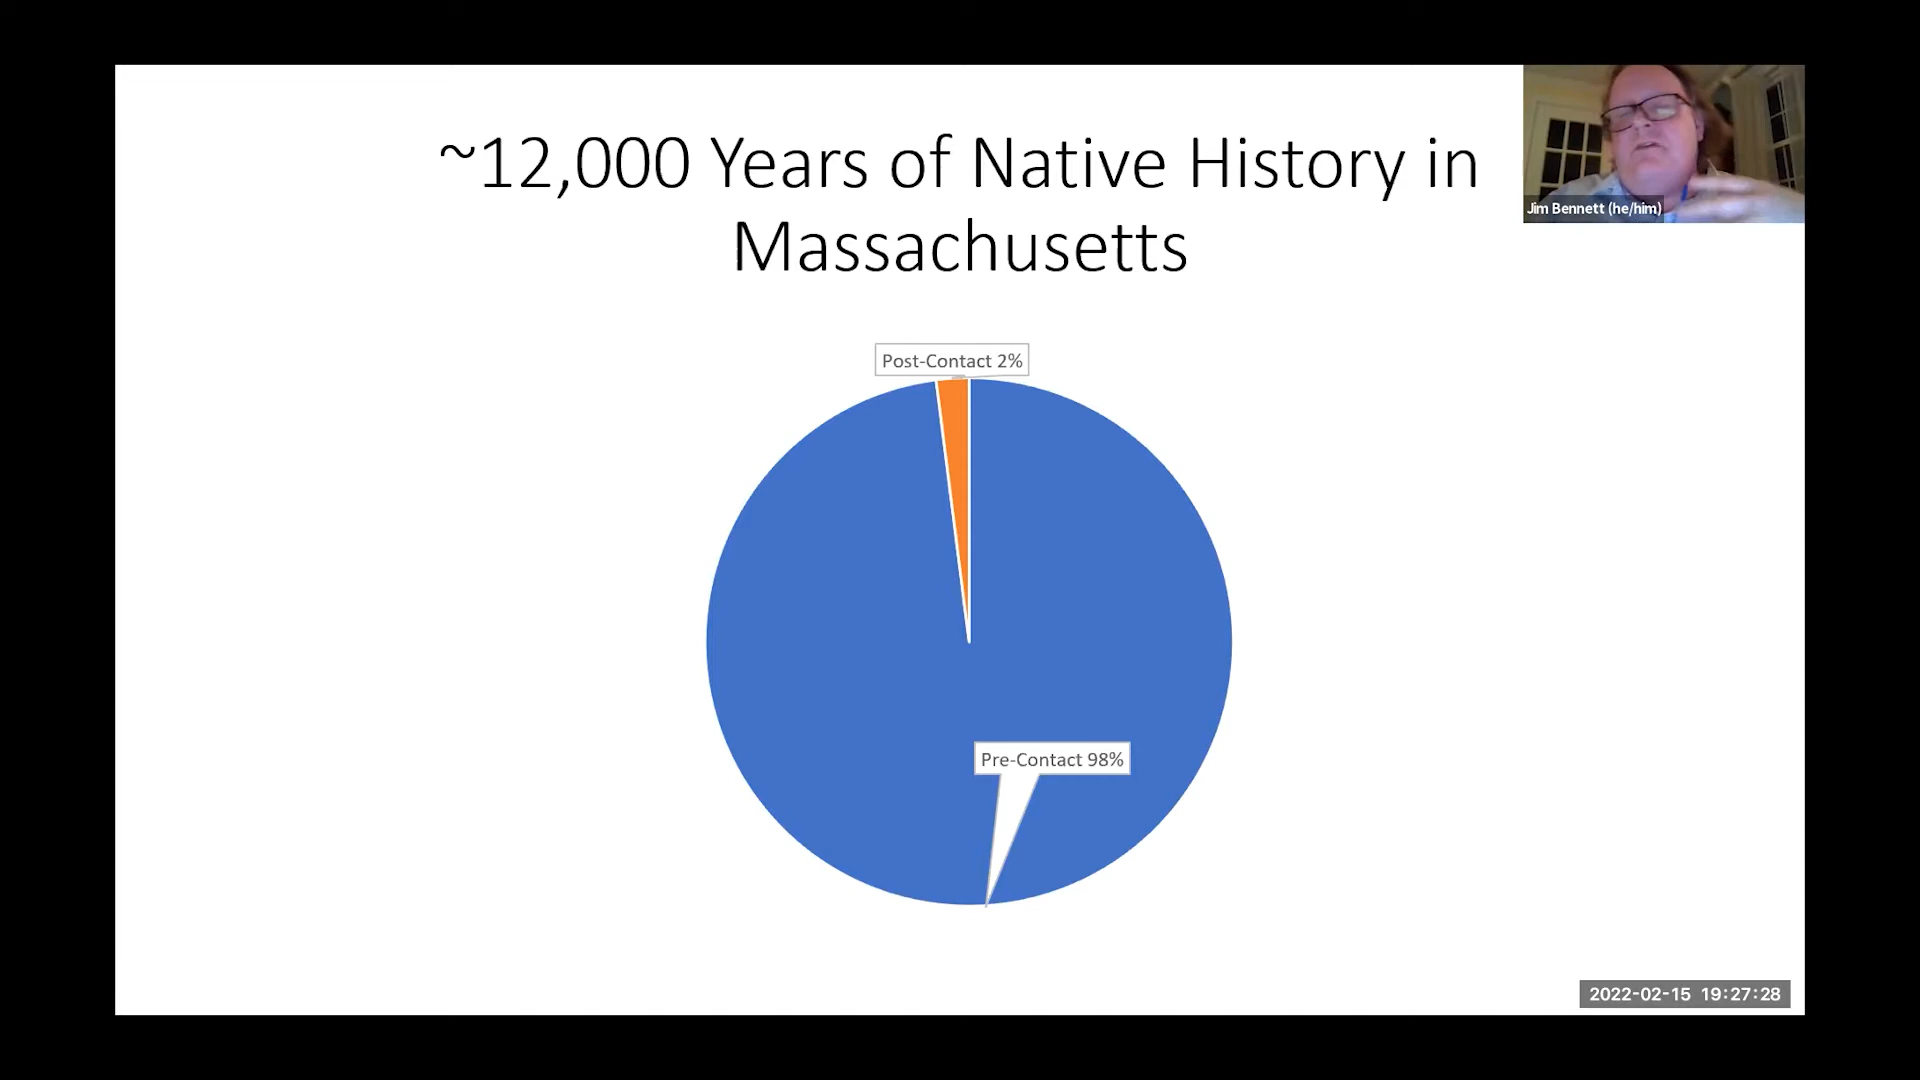 ~12,000 Years of Native History in
Massachusetts
Jim Bennett (he/him)
Post-Contact 2%
Pre-Contact 98%
2022-02-15 19:27:28